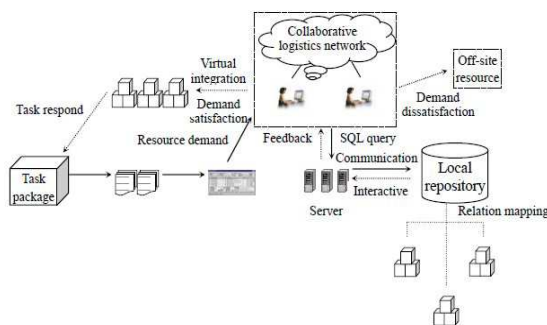 Collaborative
logistics network
Virtual
integration
Off-site
resource
Task respond
Demand
satisfaction
Demand
dissatisfaction
Resource demand
Feedback
SQL query
Communication
Task
package
Interactive
Local
repository
Server
Relation mapping